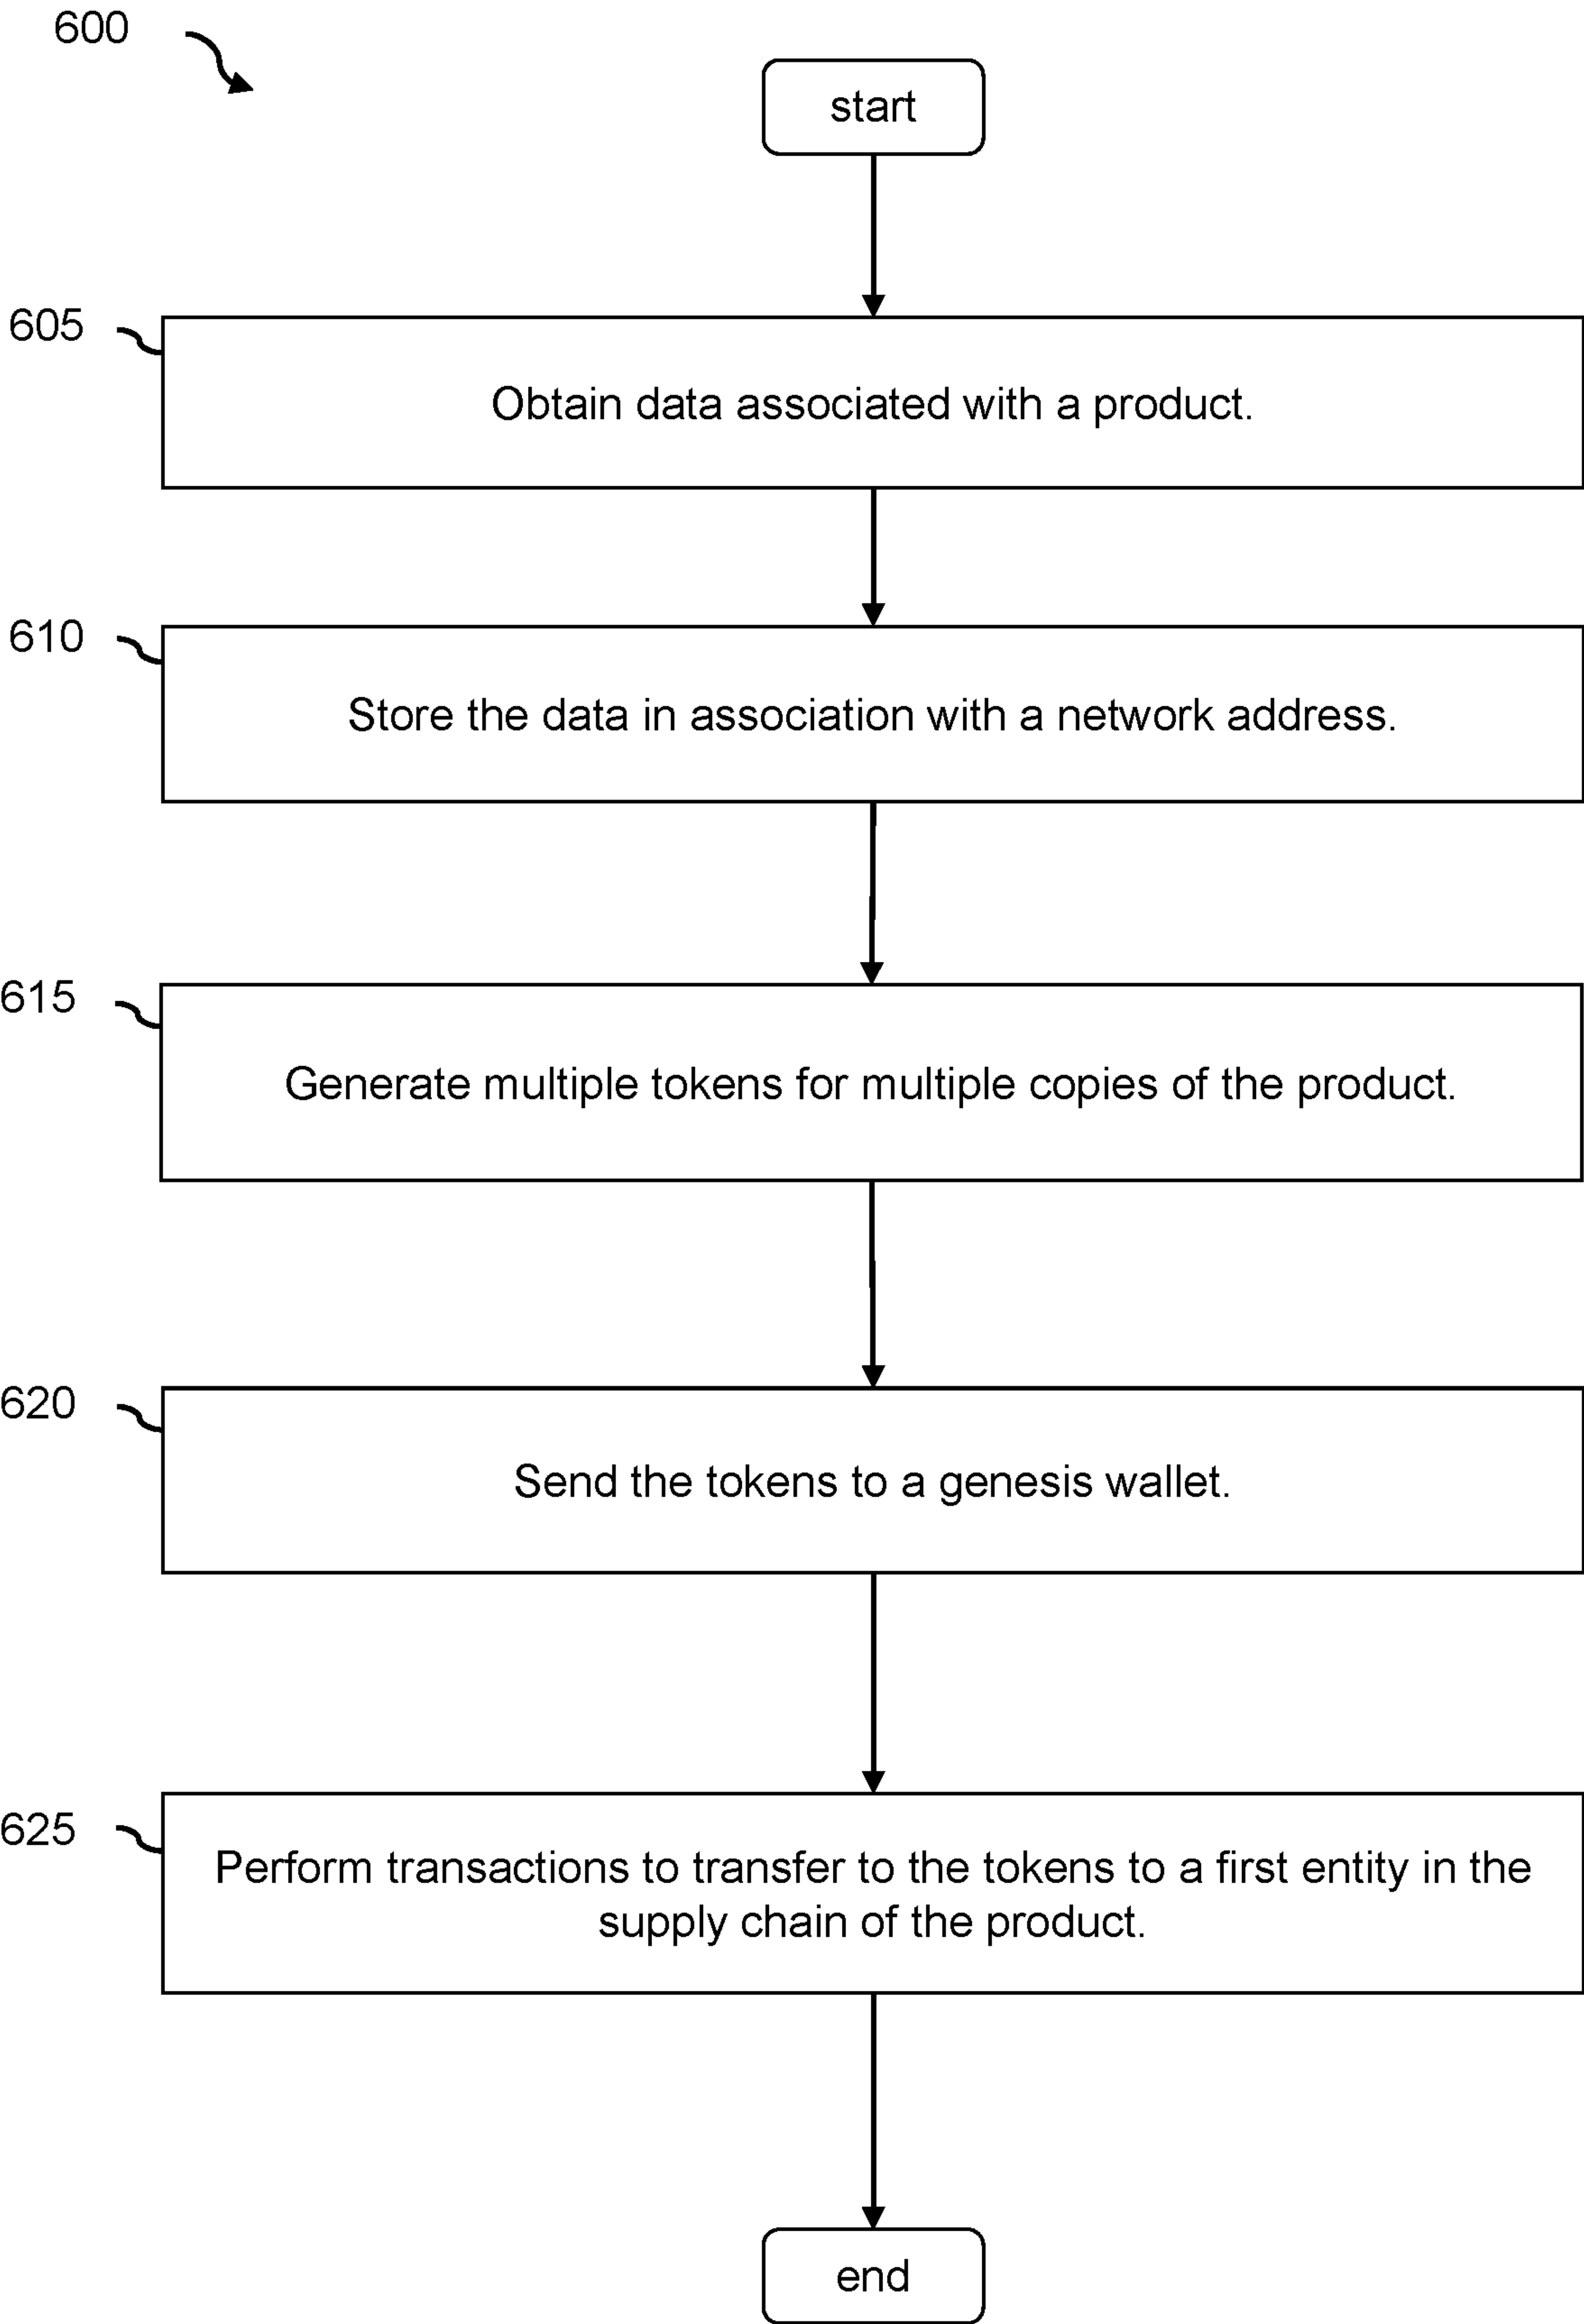 600
start
605
Obtain data associated with a product.
610
Store the data in association with a network address.
615
Generate multiple tokens for multiple copies of the product.
620
Send the tokens to a genesis wallet.
625
Perform transactions to transfer to the tokens to a first entity in the
supply chain of the product.
end